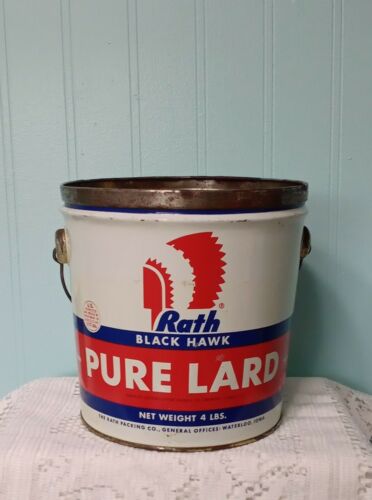 ®
Rath
BLACK HAWK
PURE LARD
NET WEIGHT 4 LBS.
THE RATH PACKING CO., GENERAL OFFICES: WATERLOO, IOWA